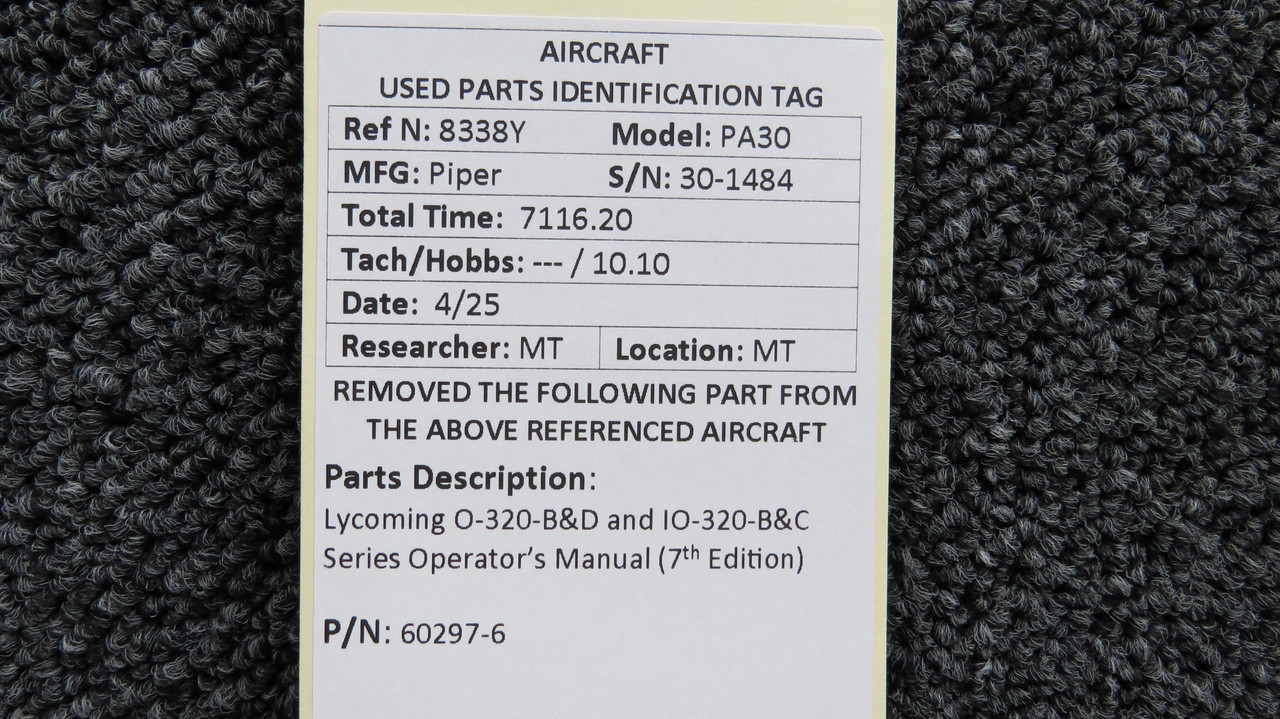 AIRCRAFT
USED PARTS IDENTIFICATION TAG
Ref N: 8338Y Model: PA30
MFG: Piper S/N: 30-1484
Total Time: 7116.20
Tach/Hobbs: --- / 10.10
Date: 4/25
Researcher: MT Location: MT
REMOVED THE FOLLOWING PART FROM
THE ABOVE REFERENCED AIRCRAFT
Parts Description:
Lycoming O-320-B&D and IO-320-B&C
Series Operator’s Manual (7th Edition)
P/N: 60297-6